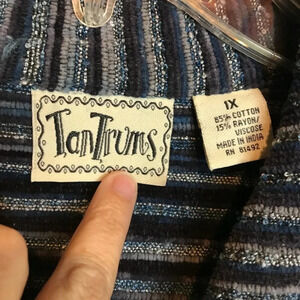 TanTrums
1X
85% COTTON
15% RAYON/
VISCOSE
MADE IN INDIA
RN 81492